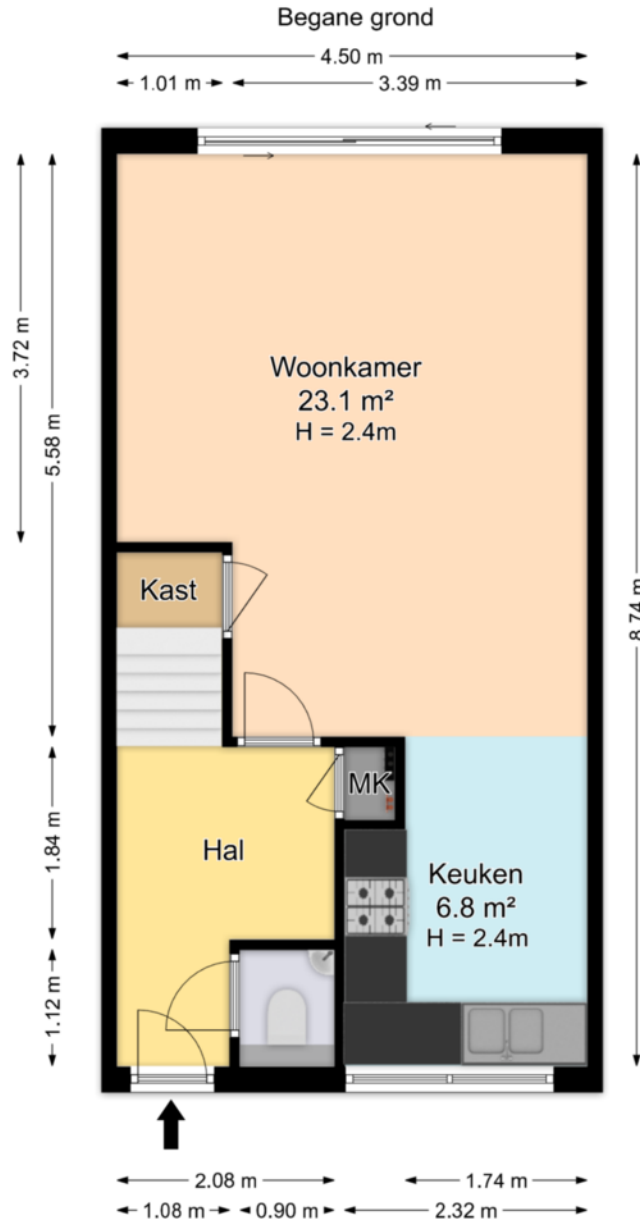 Begane grond
4.50 m
1.01 m
3.39 m
3.72 m
5.58 m
8.74 m
Woonkamer
23.1 m²
H = 2.4m
Kast
MK
1.84 m
Hal
Keuken
6.8 m²
H = 2.4m
1.12 m
2.08 m
1.74 m
1.08 m
0.90 m
2.32 m